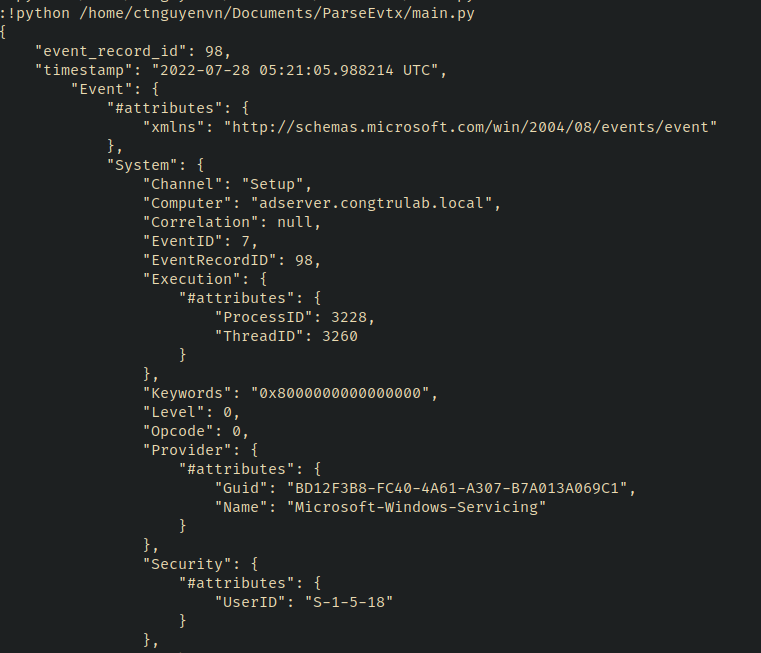 :!python /home/ctnguyenvn/Documents/ParseEvtx/main.py
{
    "event_record_id": 98,
    "timestamp": "2022-07-28 05:21:05.988214 UTC",
        "Event": {
            "#attributes": {
                "xmlns": "http://schemas.microsoft.com/win/2004/08/events/event"
            },
            "System": {
                "Channel": "Setup",
                "Computer": "adserver.congtrulab.local",
                "Correlation": null,
                "EventID": 7,
                "EventRecordID": 98,
                "Execution": {
                    "#attributes": {
                        "ProcessID": 3228,
                        "ThreadID": 3260
                    }
                },
                "Keywords": "0x8000000000000000",
                "Level": 0,
                "Opcode": 0,
                "Provider": {
                    "#attributes": {
                        "Guid": "BD12F3B8-FC40-4A61-A307-B7A013A069C1",
                        "Name": "Microsoft-Windows-Servicing"
                    }
                },
                "Security": {
                    "#attributes": {
                        "UserID": "S-1-5-18"
                    }
                },